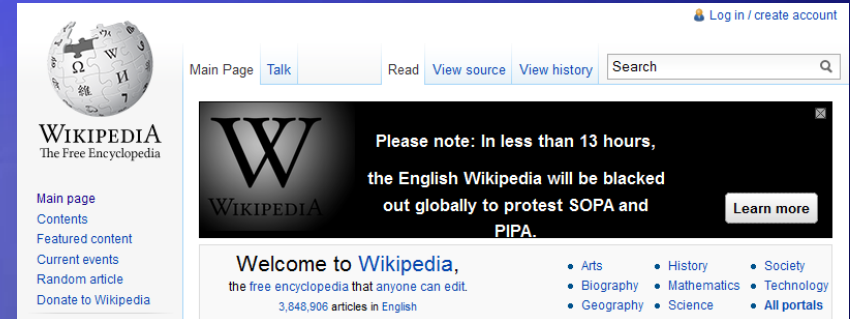 Log in / create account
Main Page Talk Read View source View history Search
WIKIPEDIA
The Free Encyclopedia
Main page
Contents
Featured content
Current events
Random article
Donate to Wikipedia
W
WIKIPEDIA
Please note: In less than 13 hours,
the English Wikipedia will be blacked
out globally to protest SOPA and
PIPA.
Learn more
Welcome to Wikipedia,
the free encyclopedia that anyone can edit.
3,848,906 articles in English
Arts History Society
Biography Mathematics Technology
Geography Science All portals